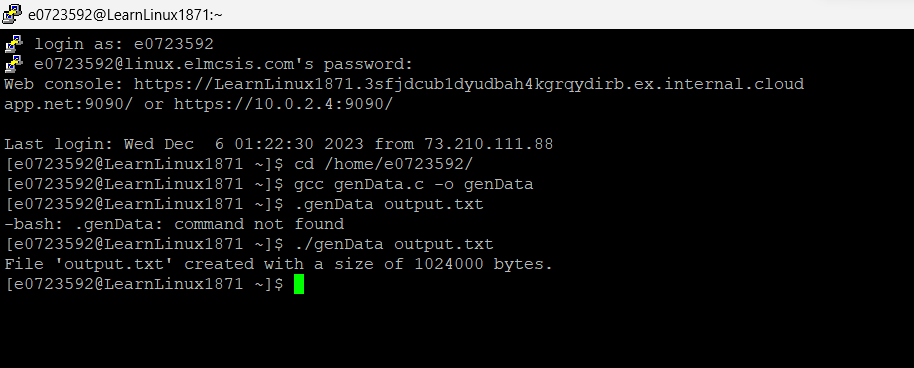 e0723592@LearnLinux1871:~
login as: e0723592
e0723592@linux.elmcsis.com's password:
Web console: https://LearnLinux1871.3sfjdcub1dyudbah4kgrqydirb.ex.internal.cloud
app.net:9090/ or https://10.0.2.4:9090/
Last login: Wed Dec  6 01:22:30 2023 from 73.210.111.88
[e0723592@LearnLinux1871 ~]$ cd /home/e0723592/
[e0723592@LearnLinux1871 ~]$ gcc genData.c -o genData
[e0723592@LearnLinux1871 ~]$ .genData output.txt
-bash: .genData: command not found
[e0723592@LearnLinux1871 ~]$ ./genData output.txt
File 'output.txt' created with a size of 1024000 bytes.
[e0723592@LearnLinux1871 ~]$